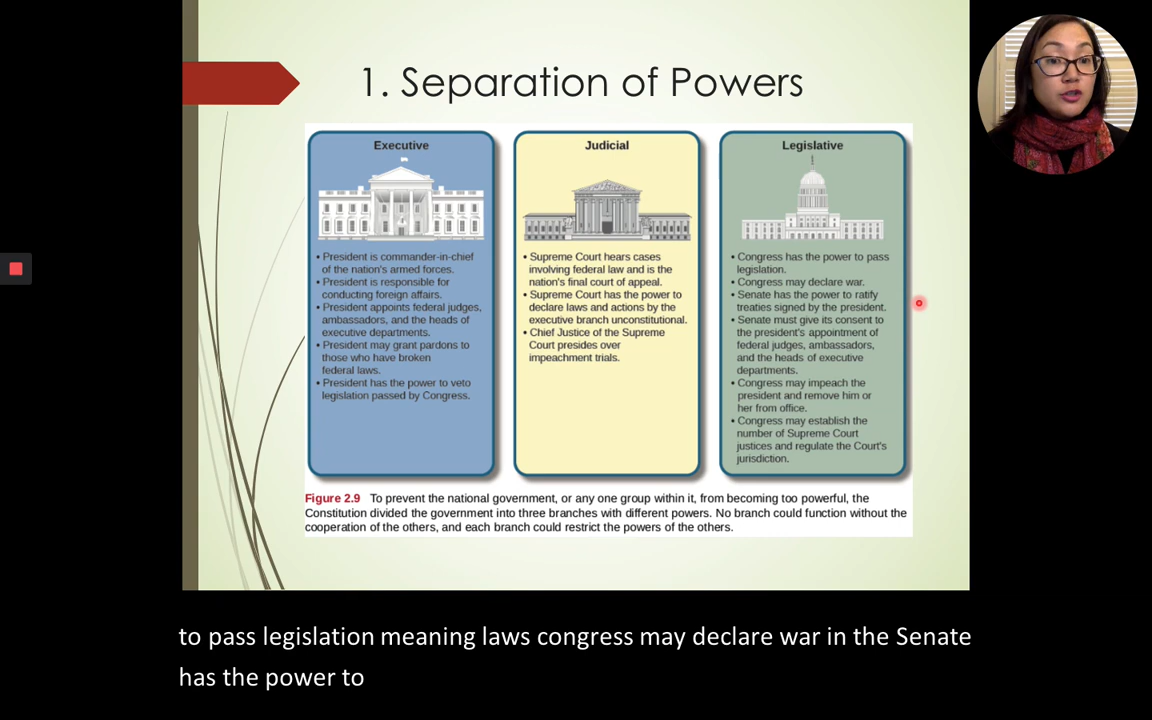 1. Separation of Powers
Executive
• President is commander-in-chief
of the nation's armed forces.
• President is responsible for
conducting foreign affairs.
• President appoints federal judges,
ambassadors, and the heads of
executive departments.
• President may grant pardons to
those who have broken
federal laws.
• President has the power to veto
legislation passed by Congress.
Judicial
• Supreme Court hears cases
involving federal law and is the
nation's final court of appeal.
• Supreme Court has the power to
declare laws and actions by the
executive branch unconstitutional.
• Chief Justice of the Supreme
Court presides over
impeachment trials.
Legislative
• Congress has the power to pass
legislation.
• Congress may declare war.
• Senate has the power to ratify
treaties signed by the president.
• Senate must give its consent to
the president's appointment of
federal judges, ambassadors,
and the heads of executive
departments.
• Congress may impeach the
president and remove him or
her from office.
• Congress may establish the
number of Supreme Court
justices and regulate the Court's
jurisdiction.
Figure 2.9 To prevent the national government, or any one group within it, from becoming too powerful, the
Constitution divided the government into three branches with different powers. No branch could function without the
cooperation of the others, and each branch could restrict the powers of the others.
to pass legislation meaning laws congress may declare war in the Senate
has the power to